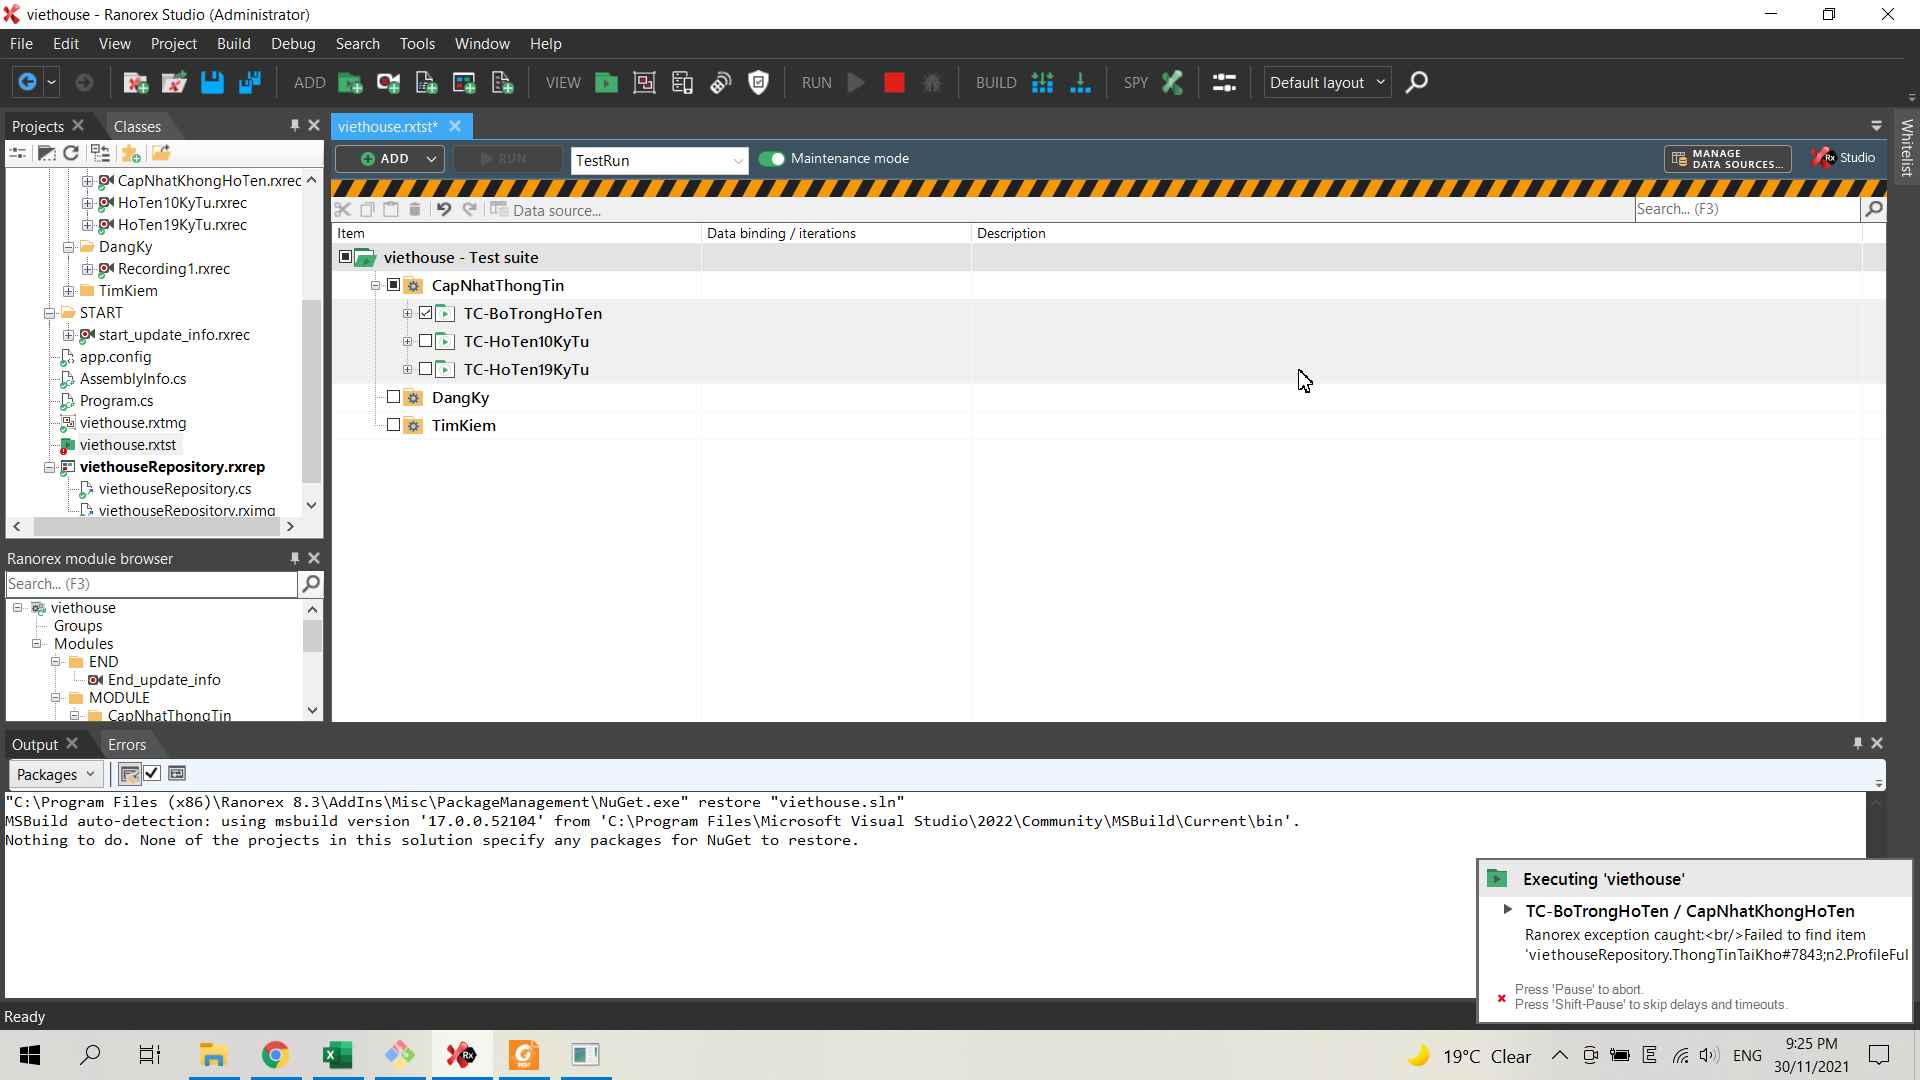 viethouse - Ranorex Studio (Administrator)
File Edit View Project Build Debug Search Tools Window Help
ADD VIEW RUN BUILD SPY Default layout
Projects Classes
viethouse.rxtst*
Whitelist
ADD RUN TestRun Maintenance mode MANAGE DATA SOURCES... Rx Studio
Data source... Search... (F3)
Item Data binding / iterations Description
CapNhatKhongHoTen.rxrec
HoTen10KyTu.rxrec
HoTen19KyTu.rxrec
DangKy
Recording1.rxrec
TimKiem
START
start_update_info.rxrec
app.config
AssemblyInfo.cs
Program.cs
viethouse.rxtmg
viethouse.rxtst
viethouseRepository.rxrep
viethouseRepository.cs
viethouseRepository.rximg
viethouse - Test suite
CapNhatThongTin
TC-BoTrongHoTen
TC-HoTen10KyTu
TC-HoTen19KyTu
DangKy
TimKiem
Ranorex module browser
Search... (F3)
viethouse
Groups
Modules
END
End_update_info
MODULE
CapNhatThongTin
Output Errors
Packages
"C:\Program Files (x86)\Ranorex 8.3\AddIns\Misc\PackageManagement\NuGet.exe" restore "viethouse.sln"
MSBuild auto-detection: using msbuild version '17.0.0.52104' from 'C:\Program Files\Microsoft Visual Studio\2022\Community\MSBuild\Current\bin'.
Nothing to do. None of the projects in this solution specify any packages for NuGet to restore.
Executing 'viethouse'
TC-BoTrongHoTen / CapNhatKhongHoTen
Ranorex exception caught:<br/>Failed to find item
'viethouseRepository.ThongTinTaiKho#7843;n2.ProfileFul
Press 'Pause' to abort.
Press 'Shift-Pause' to skip delays and timeouts.
Ready
Rx
19°C Clear ENG
9:25 PM
30/11/2021